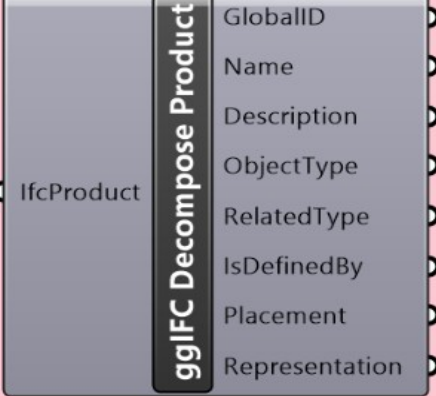 IfcProduct
ggIFC Decompose Product
GlobalID
Name
Description
ObjectType
RelatedType
IsDefinedBy
Placement
Representation